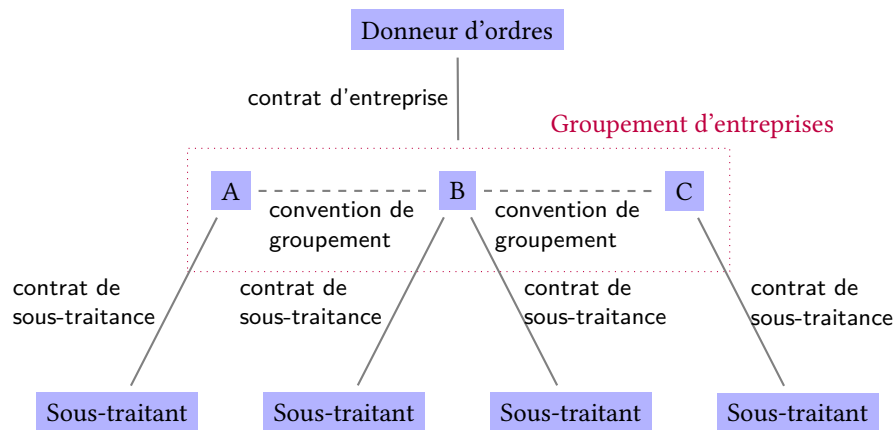 Donneur d'ordres
contrat d'entreprise
Groupement d'entreprises
A
B
C
convention de
groupement
convention de
groupement
contrat de
sous-traitance
contrat de
sous-traitance
contrat de
sous-traitance
contrat de
sous-traitance
Sous-traitant
Sous-traitant
Sous-traitant
Sous-traitant